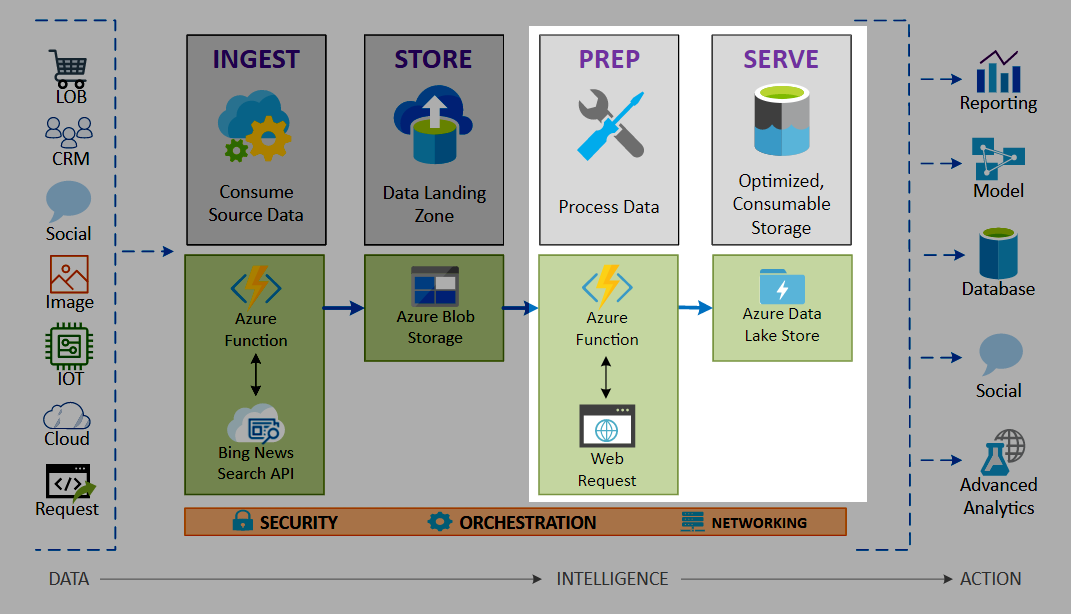 LOB
CRM
Social
Image
IOT
Cloud
Request
INGEST
Consume
Source Data
Azure
Function
Bing News
Search API
STORE
Data Landing
Zone
Azure Blob
Storage
PREP
Process Data
Azure
Function
Web
Request
SERVE
Optimized,
Consumable
Storage
Azure Data
Lake Store
Reporting
Model
Database
Social
Advanced
Analytics
SECURITY
ORCHESTRATION
NETWORKING
DATA
INTELLIGENCE
ACTION